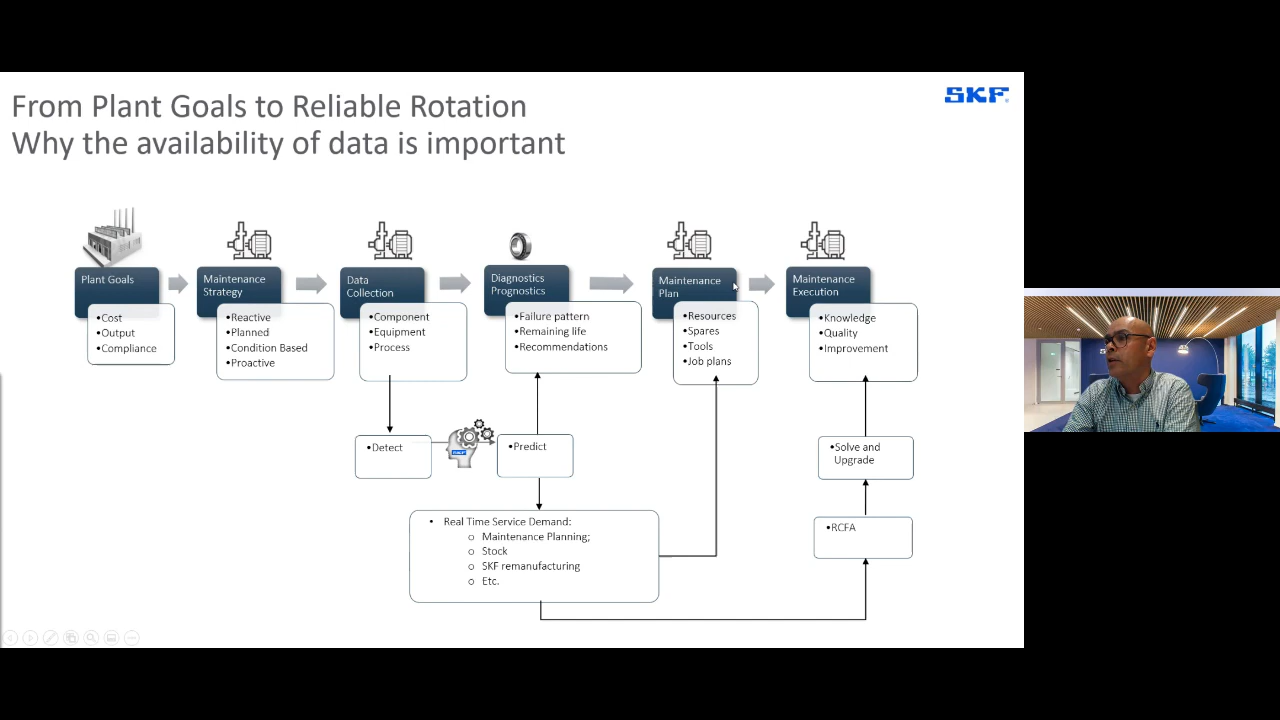 From Plant Goals to Reliable Rotation
Why the availability of data is important
SKF
Plant Goals
•Cost
•Output
•Compliance
Maintenance
Strategy
•Reactive
•Planned
•Condition Based
•Proactive
Data
Collection
•Component
•Equipment
•Process
Diagnostics
Prognostics
•Failure pattern
•Remaining life
•Recommendations
Maintenance
Plan
•Resources
•Spares
•Tools
•Job plans
Maintenance
Execution
•Knowledge
•Quality
•Improvement
•Detect
SKF
•Predict
•Solve and
Upgrade
• Real Time Service Demand:
o Maintenance Planning;
o Stock
o SKF remanufacturing
o Etc.
•RCFA